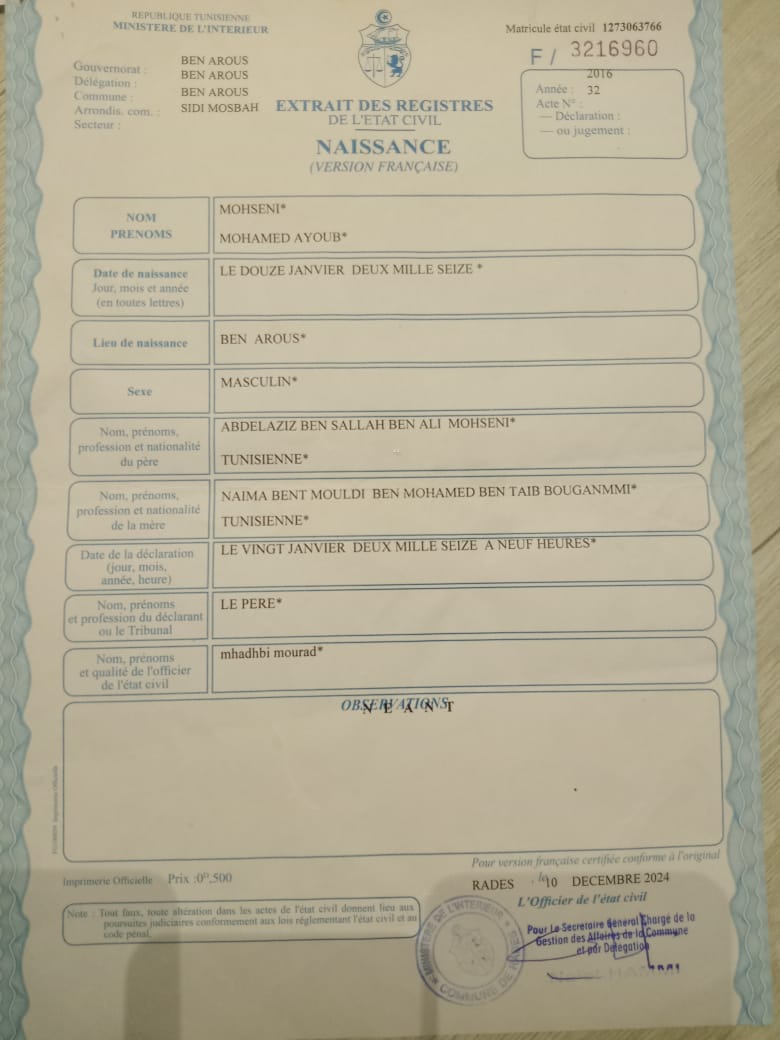 REPUBLIQUE TUNISIENNE
MINISTERE DE L'INTERIEUR
Matricule état civil 1273063766
F / 3216960
Gouvernorat : BEN AROUS
Délégation : BEN AROUS
Commune : BEN AROUS
Arrondis. com. : SIDI MOSBAH
Secteur :
2016
Année : 32
Acte N° :
— Déclaration :
— ou jugement :
EXTRAIT DES REGISTRES
DE L'ETAT CIVIL
NAISSANCE
(VERSION FRANÇAISE)
NOM
PRENOMS
MOHSENI*
MOHAMED AYOUB*
Date de naissance
Jour, mois et année
(en toutes lettres)
LE DOUZE JANVIER DEUX MILLE SEIZE *
Lieu de naissance
BEN AROUS*
Sexe
MASCULIN*
Nom, prénoms,
profession et nationalité
du père
ABDELAZIZ BEN SALLAH BEN ALI MOHSENI*
TUNISIENNE*
Nom, prénoms,
profession et nationalité
de la mère
NAIMA BENT MOULDI BEN MOHAMED BEN TAIB BOUGANMMI*
TUNISIENNE*
Date de la déclaration
(jour, mois,
année, heure)
LE VINGT JANVIER DEUX MILLE SEIZE A NEUF HEURES*
Nom, prénoms
et profession du déclarant
ou le Tribunal
LE PERE*
Nom, prénoms
et qualité de l'officier
de l'état civil
mhadhbi mourad*
OBSERVATIONS
N E A N T
Imprimerie Officielle
Pour version française certifiée conforme à l'original
Imprimerie Officielle Prix :0ᴰ,500
RADES , le 10 DECEMBRE 2024
L'Officier de l'état civil
Note : Tout faux, toute altération dans les actes de l'état civil donnent lieu aux
poursuites judiciaires conformement aux lois réglementant l'état civil et au
code pénal.
MINISTERE DE L'INTERIEUR
COMMUNE DE RADES
Pour Le Secretaire Général Chargé de la
Gestion des Affaires de la Commune
et par Délégation